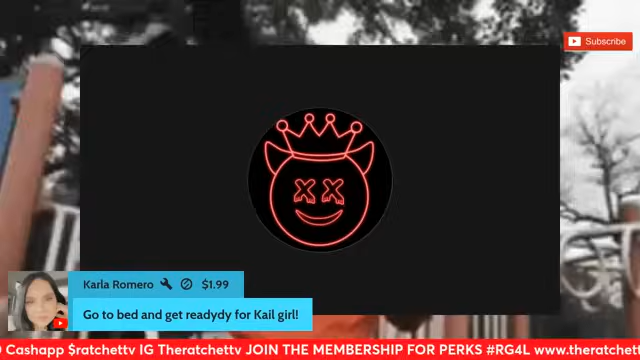 Subscribe
Karla Romero $1.99
Go to bed and get readydy for Kail girl!
Cashapp $ratchettv IG Theratchettv JOIN THE MEMBERSHIP FOR PERKS #RG4L www.theratchett